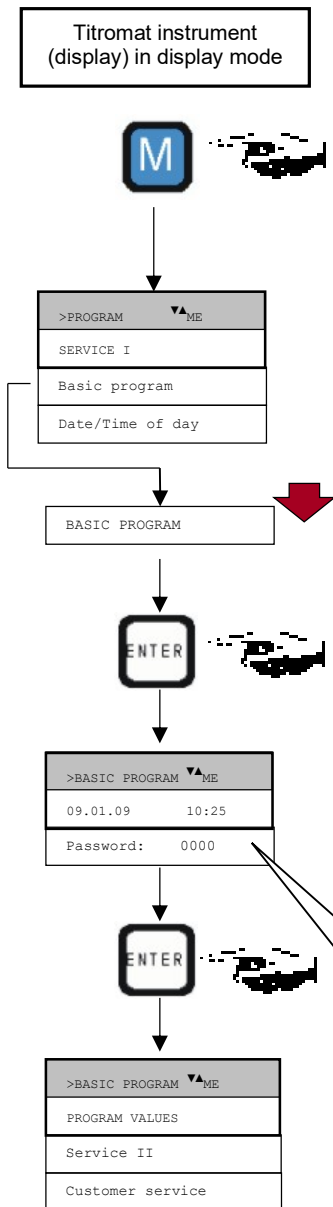 Titromat instrument
(display) in display mode
M
>PROGRAM ▼▲ME
SERVICE I
Basic program
Date/Time of day
BASIC PROGRAM
ENTER
>BASIC PROGRAM ▼▲ME
09.01.09 10:25
Password: 0000
ENTER
>BASIC PROGRAM ▼▲ME
PROGRAM VALUES
Service II
Customer service